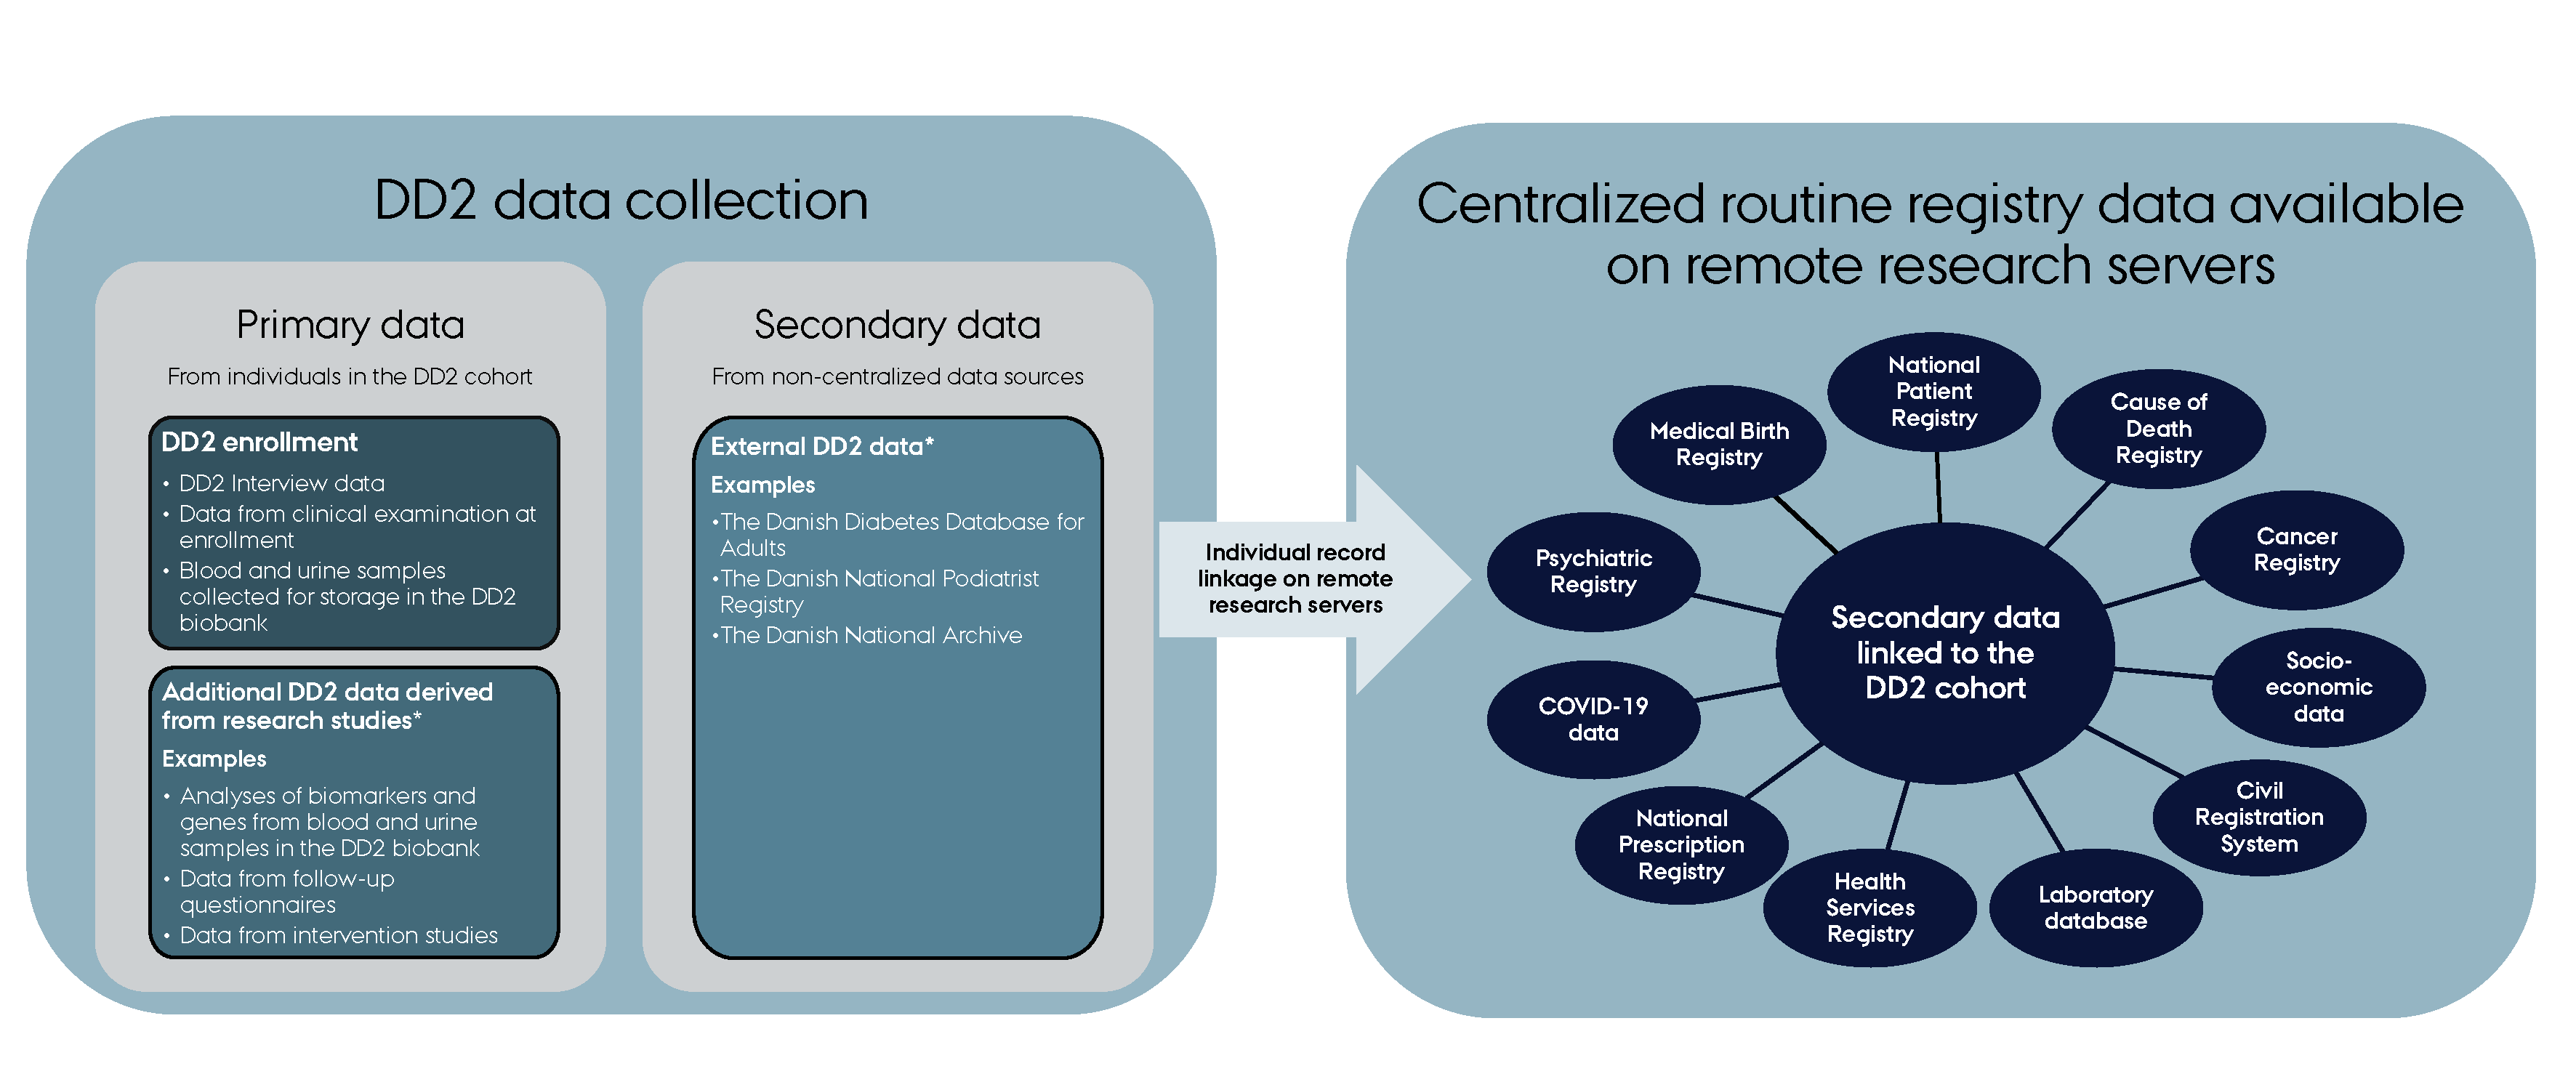 DD2 data collection
Primary data
From individuals in the DD2 cohort
DD2 enrollment
• DD2 Interview data
• Data from clinical examination at
enrollment
• Blood and urine samples
collected for storage in the DD2
biobank
Additional DD2 data derived
from research studies*
Examples
• Analyses of biomarkers and
genes from blood and urine
samples in the DD2 biobank
• Data from follow-up
questionnaires
• Data from intervention studies
Secondary data
From non-centralized data sources
External DD2 data*
Examples
•The Danish Diabetes Database for
Adults
•The Danish National Podiatrist
Registry
•The Danish National Archive
Individual record
linkage on remote
research servers
Centralized routine registry data available
on remote research servers
National
Patient
Registry
Cause of
Death
Registry
Cancer
Registry
Socio-
economic
data
Civil
Registration
System
Laboratory
database
Health
Services
Registry
National
Prescription
Registry
COVID-19
data
Psychiatric
Registry
Medical Birth
Registry
Secondary data
linked to the
DD2 cohort